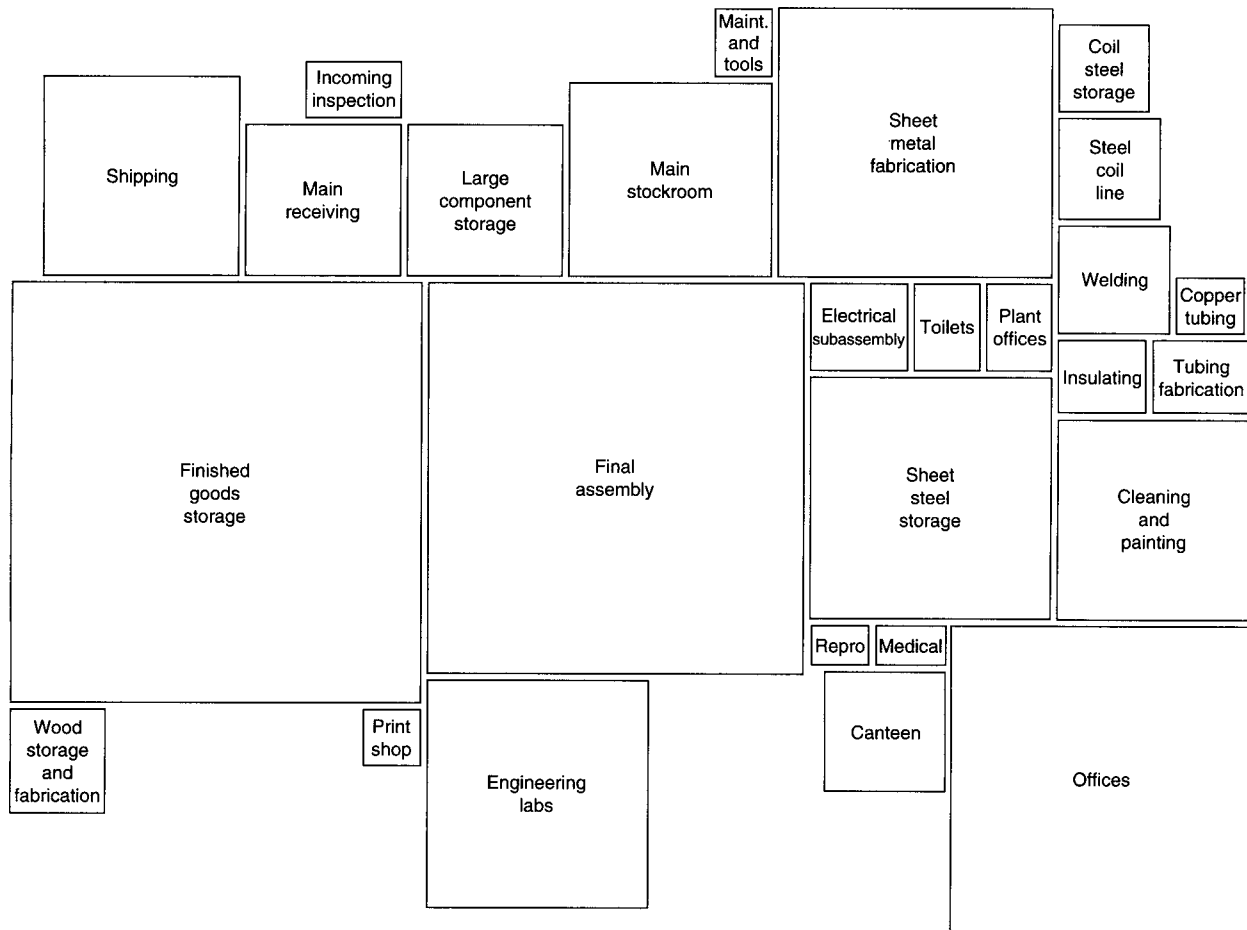 Maint.
and
tools
Coil
steel
storage
Incoming
inspection
Sheet
metal
fabrication
Shipping
Main
receiving
Large
component
storage
Main
stockroom
Steel
coil
line
Welding
Copper
tubing
Electrical
subassembly
Toilets
Plant
offices
Insulating
Tubing
fabrication
Finished
goods
storage
Final
assembly
Sheet
steel
storage
Cleaning
and
painting
Repro
Medical
Wood
storage
and
fabrication
Print
shop
Engineering
labs
Canteen
Offices